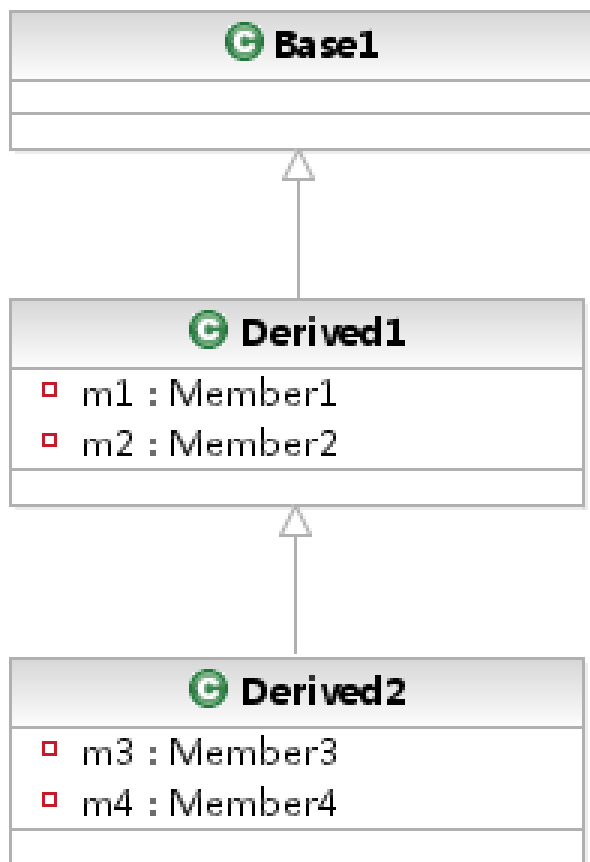 C Base1
C Derived1
m1 : Member1
m2 : Member2
C Derived2
m3 : Member3
m4 : Member4